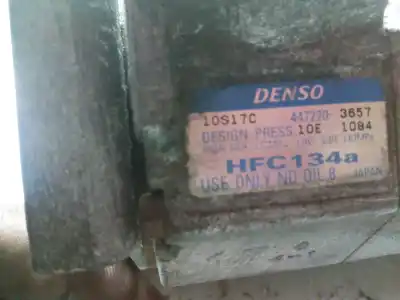 DENSO
10S17C 447220-3657
DESIGN PRESS 10E 1084
HFC134a
USE ONLY ND OIL 8 JAPAN